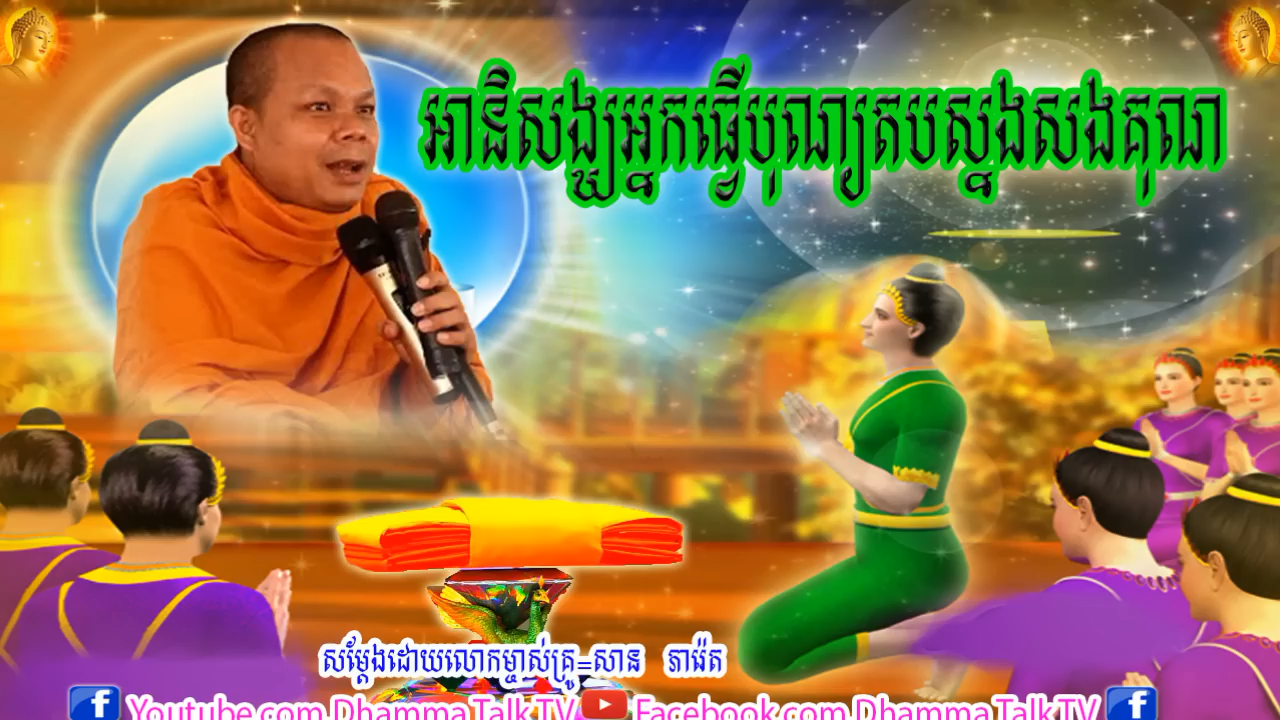 អានិសង្ឃអ្នកធ្វើបុណ្យតបស្នងសងគុណ
សម្ដែងដោយលោកម្ចាស់គ្រូ=សាន ភារ៉េត
Youtube.com Dhamma Talk TV Facebook.com Dhamma Talk TV